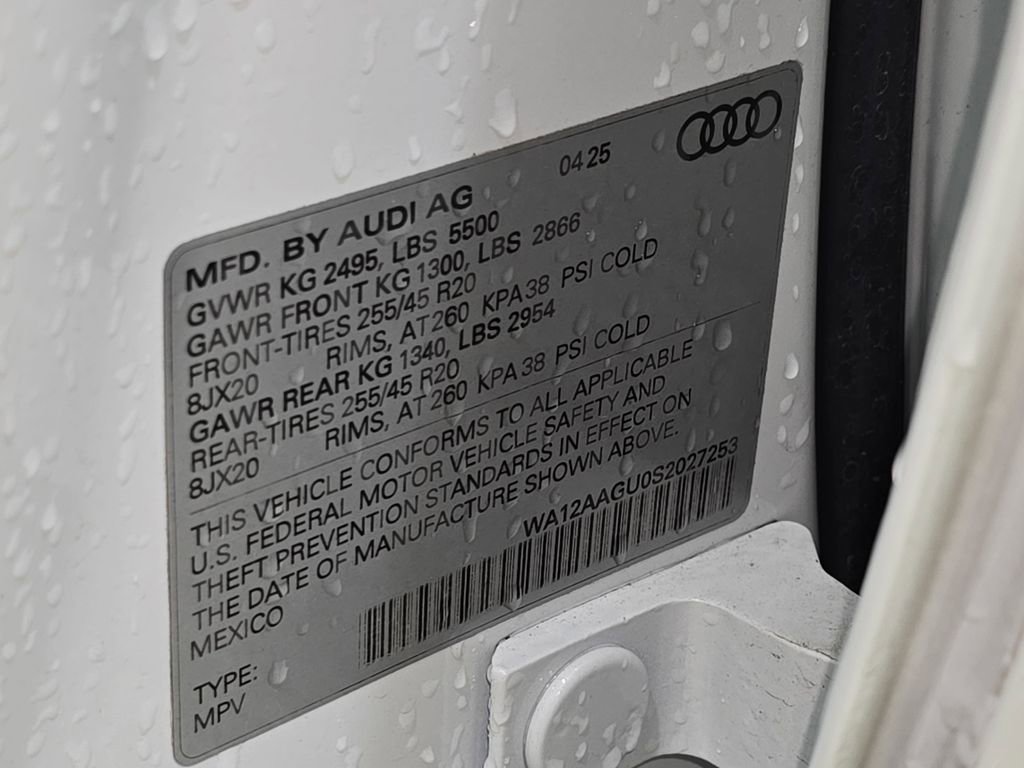 04 25
MFD. BY AUDI AG
GVWR KG 2495, LBS 5500
GAWR FRONT KG 1300, LBS 2866
FRONT-TIRES 255/45 R20
8JX20 RIMS, AT 260 KPA 38 PSI COLD
GAWR REAR KG 1340, LBS 2954
REAR-TIRES 255/45 R20
8JX20 RIMS, AT 260 KPA 38 PSI COLD
THIS VEHICLE CONFORMS TO ALL APPLICABLE
U.S. FEDERAL MOTOR VEHICLE SAFETY AND
THEFT PREVENTION STANDARDS IN EFFECT ON
THE DATE OF MANUFACTURE SHOWN ABOVE.
MEXICO
WA12AAGU0S2027253
TYPE:
MPV